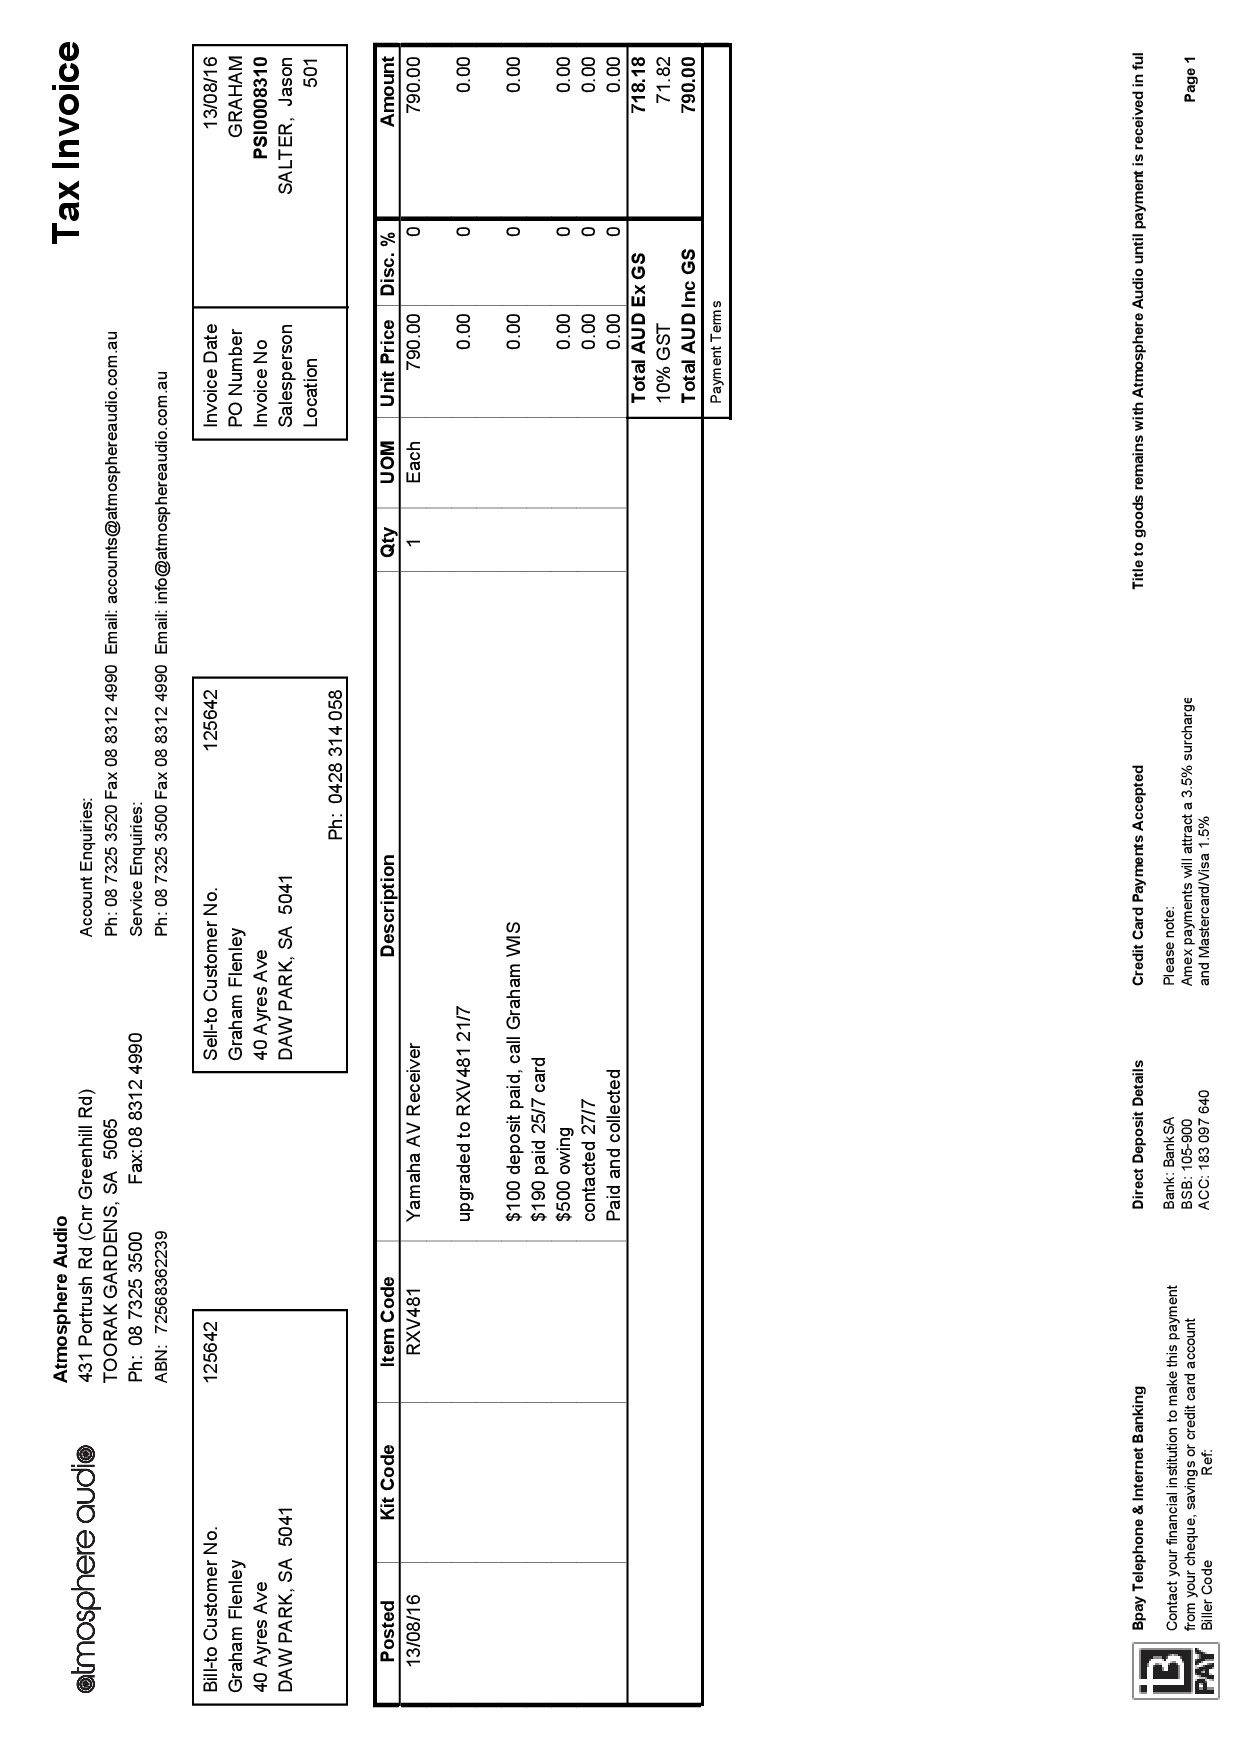 atmosphere audio
Atmosphere Audio
431 Portrush Rd (Cnr Greenhill Rd)
TOORAK GARDENS, SA 5065
Ph: 08 7325 3500 Fax:08 8312 4990
ABN: 72568362239
Account Enquiries:
Ph: 08 7325 3520 Fax 08 8312 4990 Email: accounts@atmosphereaudio.com.au
Service Enquiries:
Ph: 08 7325 3500 Fax 08 8312 4990 Email: info@atmosphereaudio.com.au
Tax Invoice
Bill-to Customer No. 125642
Graham Flenley
40 Ayres Ave
DAW PARK, SA 5041
Sell-to Customer No. 125642
Graham Flenley
40 Ayres Ave
DAW PARK, SA 5041
Ph: 0428 314 058
Invoice Date 13/08/16
PO Number GRAHAM
Invoice No PSI0008310
Salesperson SALTER, Jason
Location 501
Posted Kit Code Item Code Description Qty UOM Unit Price Disc. % Amount
13/08/16 RXV481 Yamaha AV Receiver 1 Each 790.00 0 790.00
upgraded to RXV481 21/7 0.00 0 0.00
$100 deposit paid, call Graham WIS 0.00 0 0.00
$190 paid 25/7 card
$500 owing 0.00 0 0.00
contacted 27/7 0.00 0 0.00
Paid and collected 0.00 0 0.00
Total AUD Ex GS 718.18
10% GST 71.82
Total AUD Inc GS 790.00
Payment Terms
B
PAY
Bpay Telephone & Internet Banking
Contact your financial institution to make this payment
from your cheque, savings or credit card account
Biller Code Ref:
Direct Deposit Details
Bank: BankSA
BSB: 105-900
ACC: 183 097 640
Credit Card Payments Accepted
Please note:
Amex payments will attract a 3.5% surcharge
and Mastercard/Visa 1.5%
Title to goods remains with Atmosphere Audio until payment is received in ful
Page 1